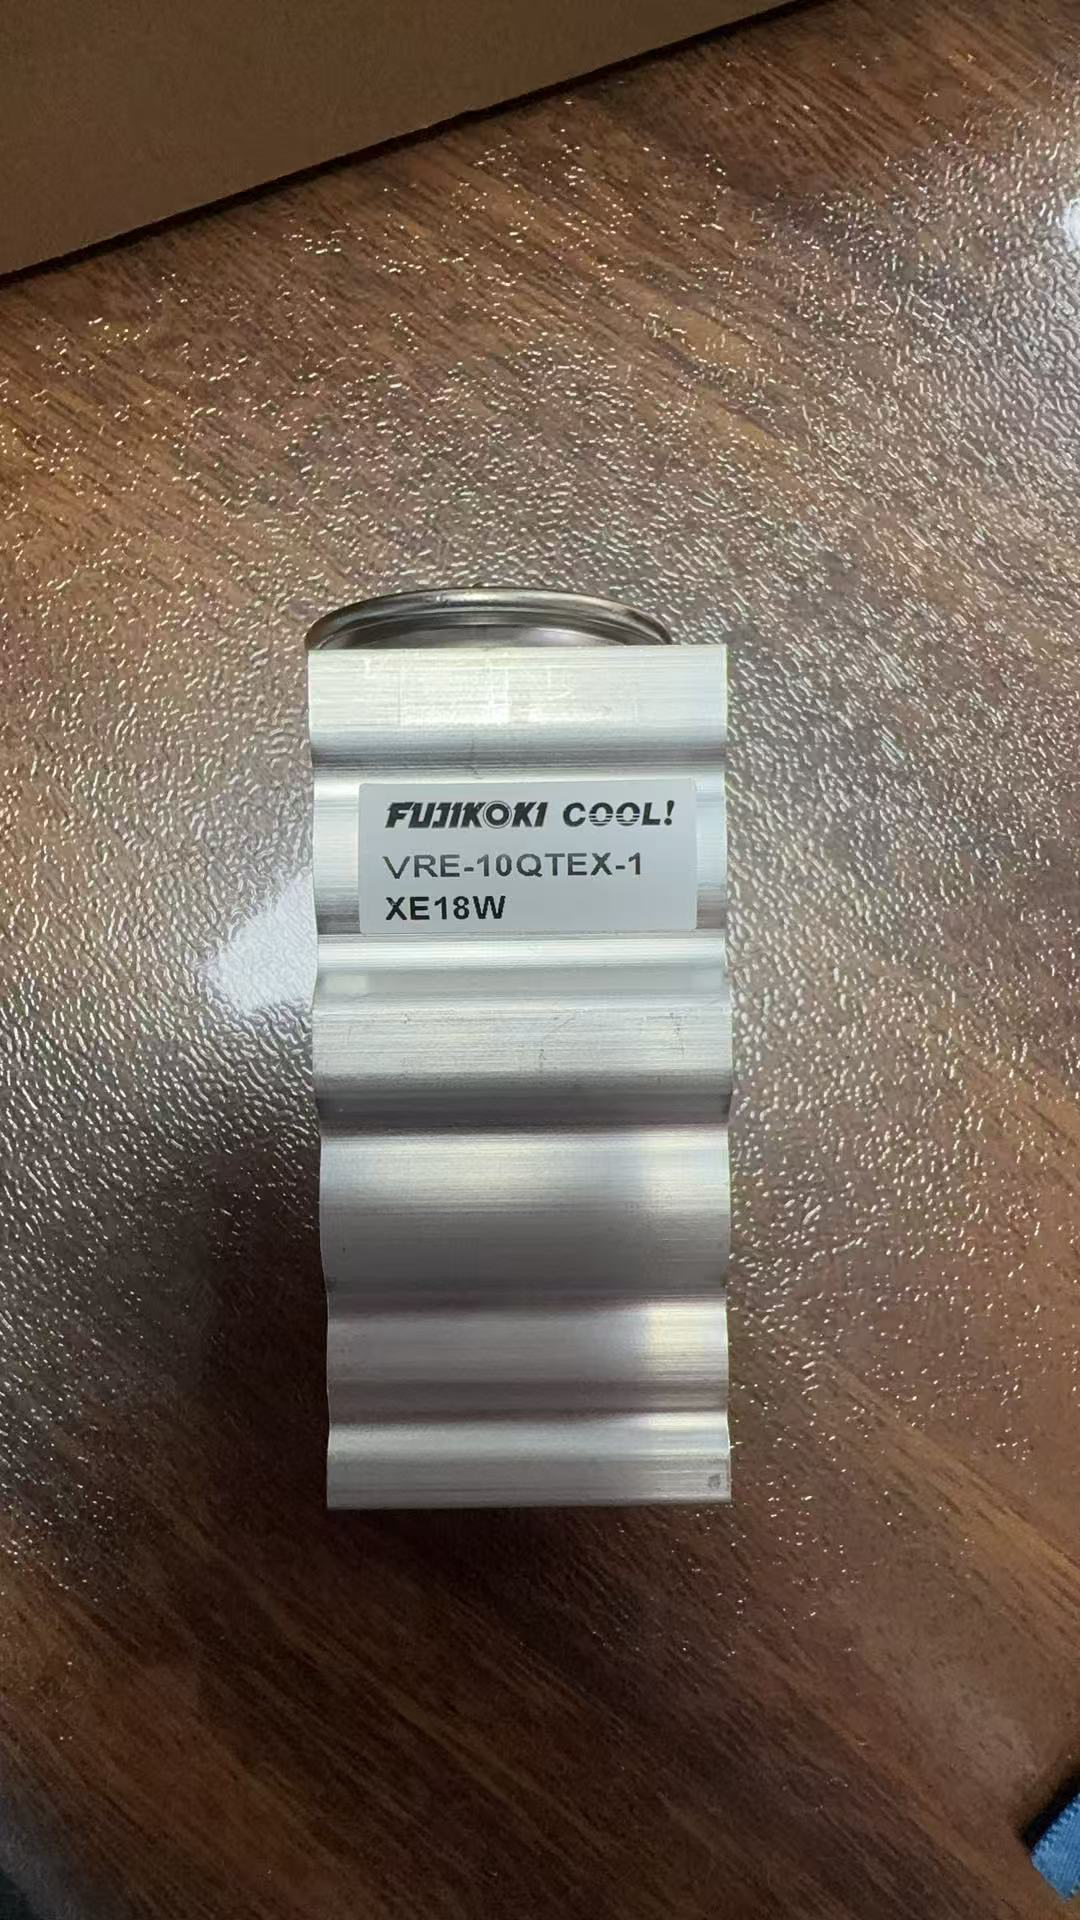 FUJIKOKI COOL!
VRE-10QTEX-1
XE18W